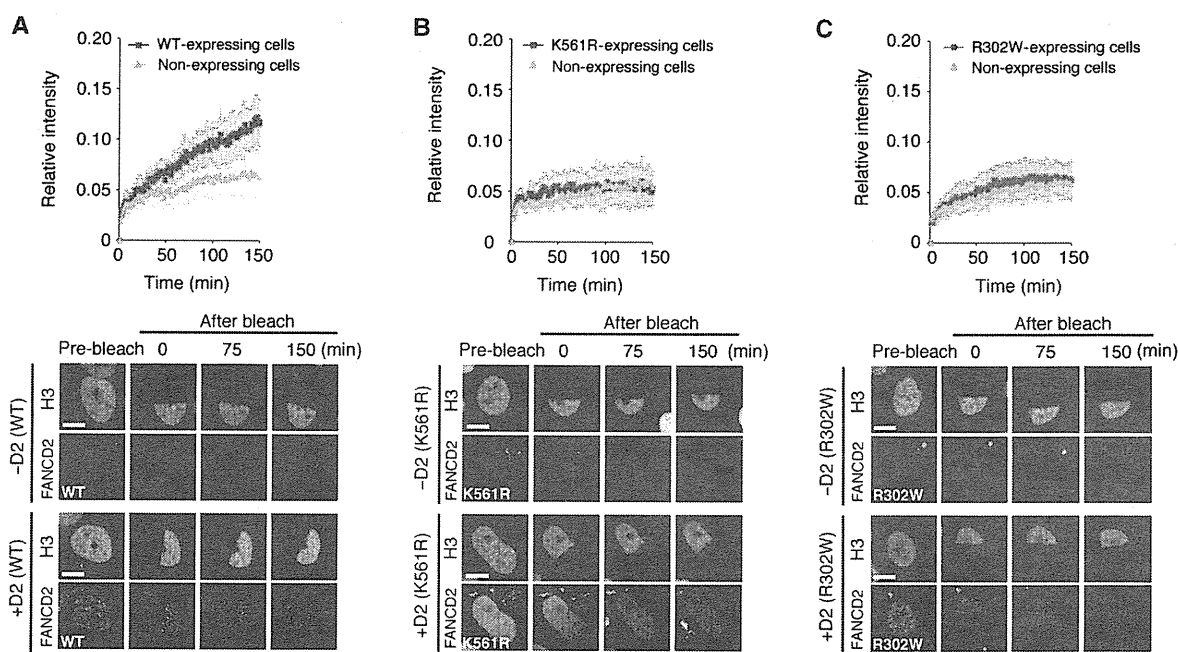 A
0.20
0.15
0.10
0.05
0
Relative intensity
WT-expressing cells
Non-expressing cells
0 50 100 150
Time (min)
After bleach
Pre-bleach 0 75 150 (min)
−D2 (WT)
H3
FANCD2
WT
+D2 (WT)
H3
FANCD2
WT
B
0.20
0.15
0.10
0.05
0
Relative intensity
K561R-expressing cells
Non-expressing cells
0 50 100 150
Time (min)
After bleach
Pre-bleach 0 75 150 (min)
−D2 (K561R)
H3
FANCD2
K561R
+D2 (K561R)
H3
FANCD2
K561R
C
0.20
0.15
0.10
0.05
0
Relative intensity
R302W-expressing cells
Non-expressing cells
0 50 100 150
Time (min)
After bleach
Pre-bleach 0 75 150 (min)
−D2 (R302W)
H3
FANCD2
R302W
+D2 (R302W)
H3
FANCD2
R302W